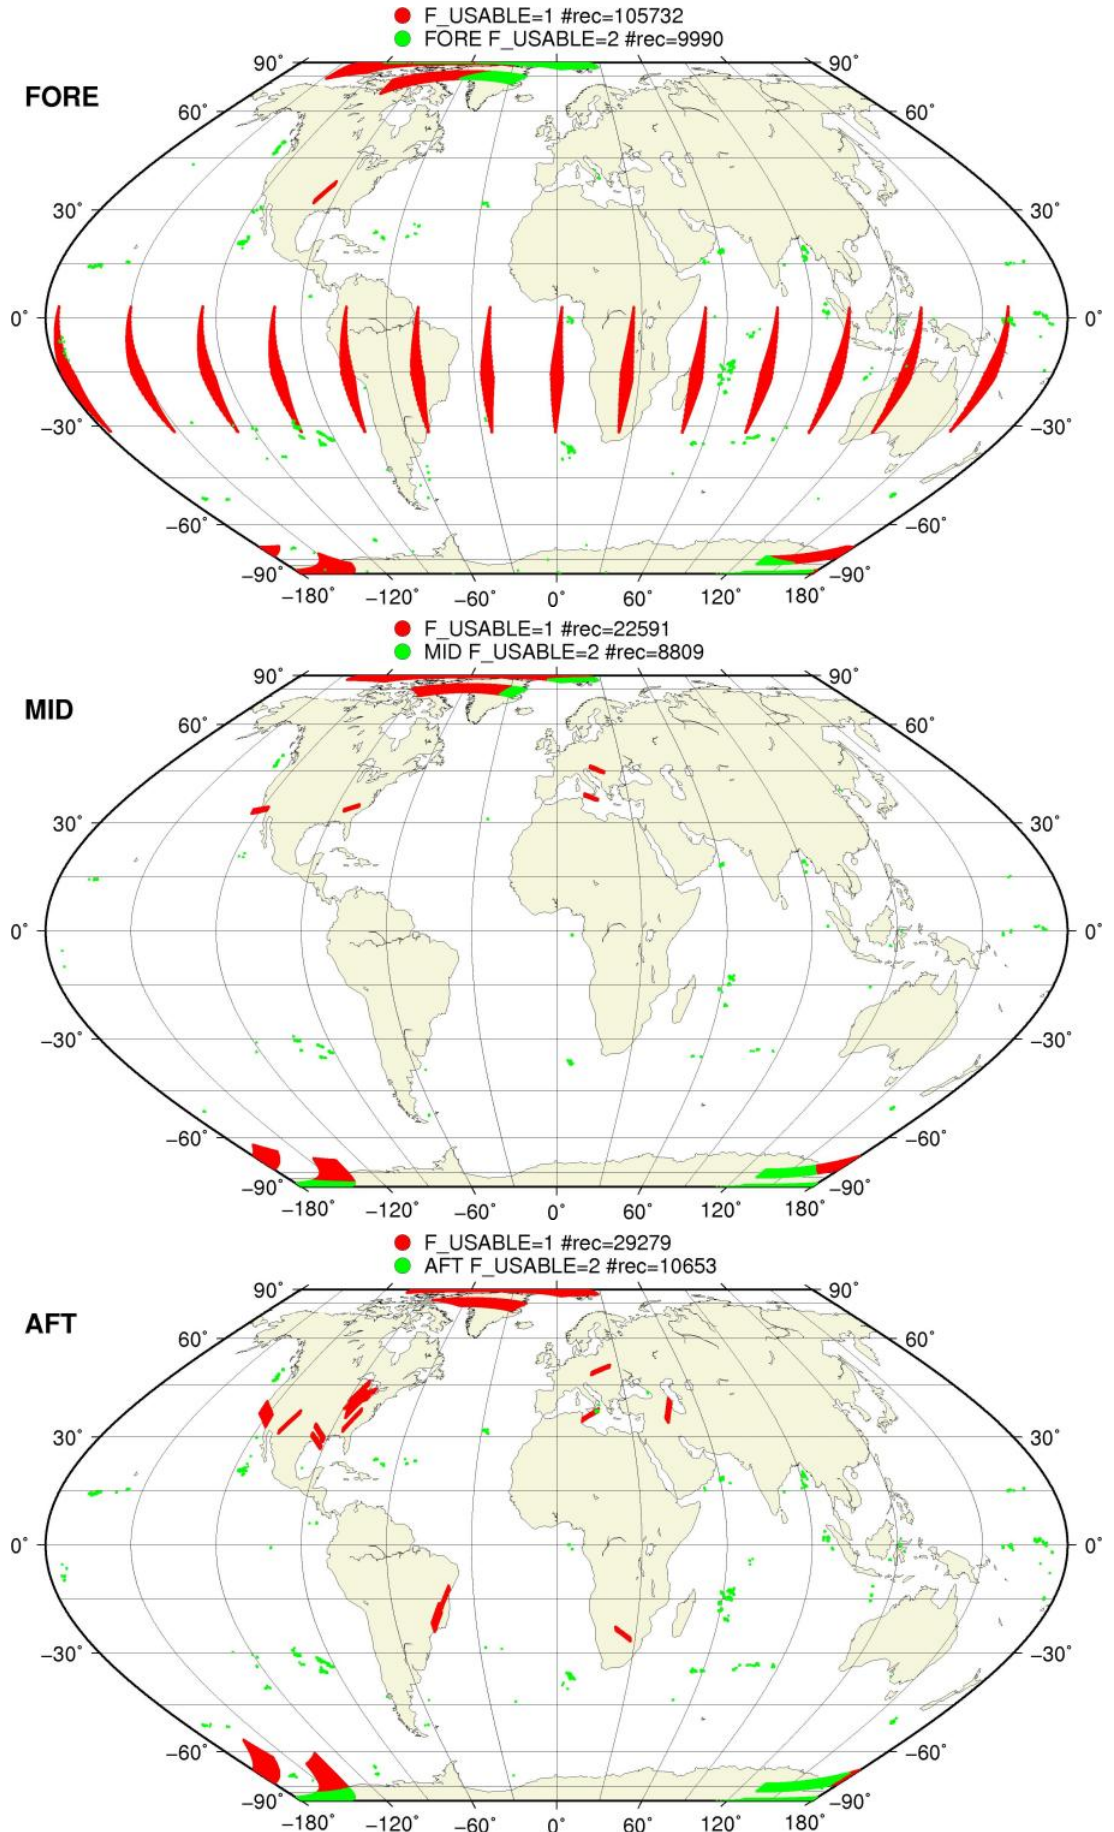 F_USABLE=1 #rec=105732
FORE F_USABLE=2 #rec=9990
FORE
90° 90°
60° 60°
30° 30°
0° 0°
−30° −30°
−60° −60°
−90° −90°
−180° −120° −60° 0° 60° 120° 180°
F_USABLE=1 #rec=22591
MID F_USABLE=2 #rec=8809
MID
90° 90°
60° 60°
30° 30°
0° 0°
−30° −30°
−60° −60°
−90° −90°
−180° −120° −60° 0° 60° 120° 180°
F_USABLE=1 #rec=29279
AFT F_USABLE=2 #rec=10653
AFT
90° 90°
60° 60°
30° 30°
0° 0°
−30° −30°
−60° −60°
−90° −90°
−180° −120° −60° 0° 60° 120° 180°